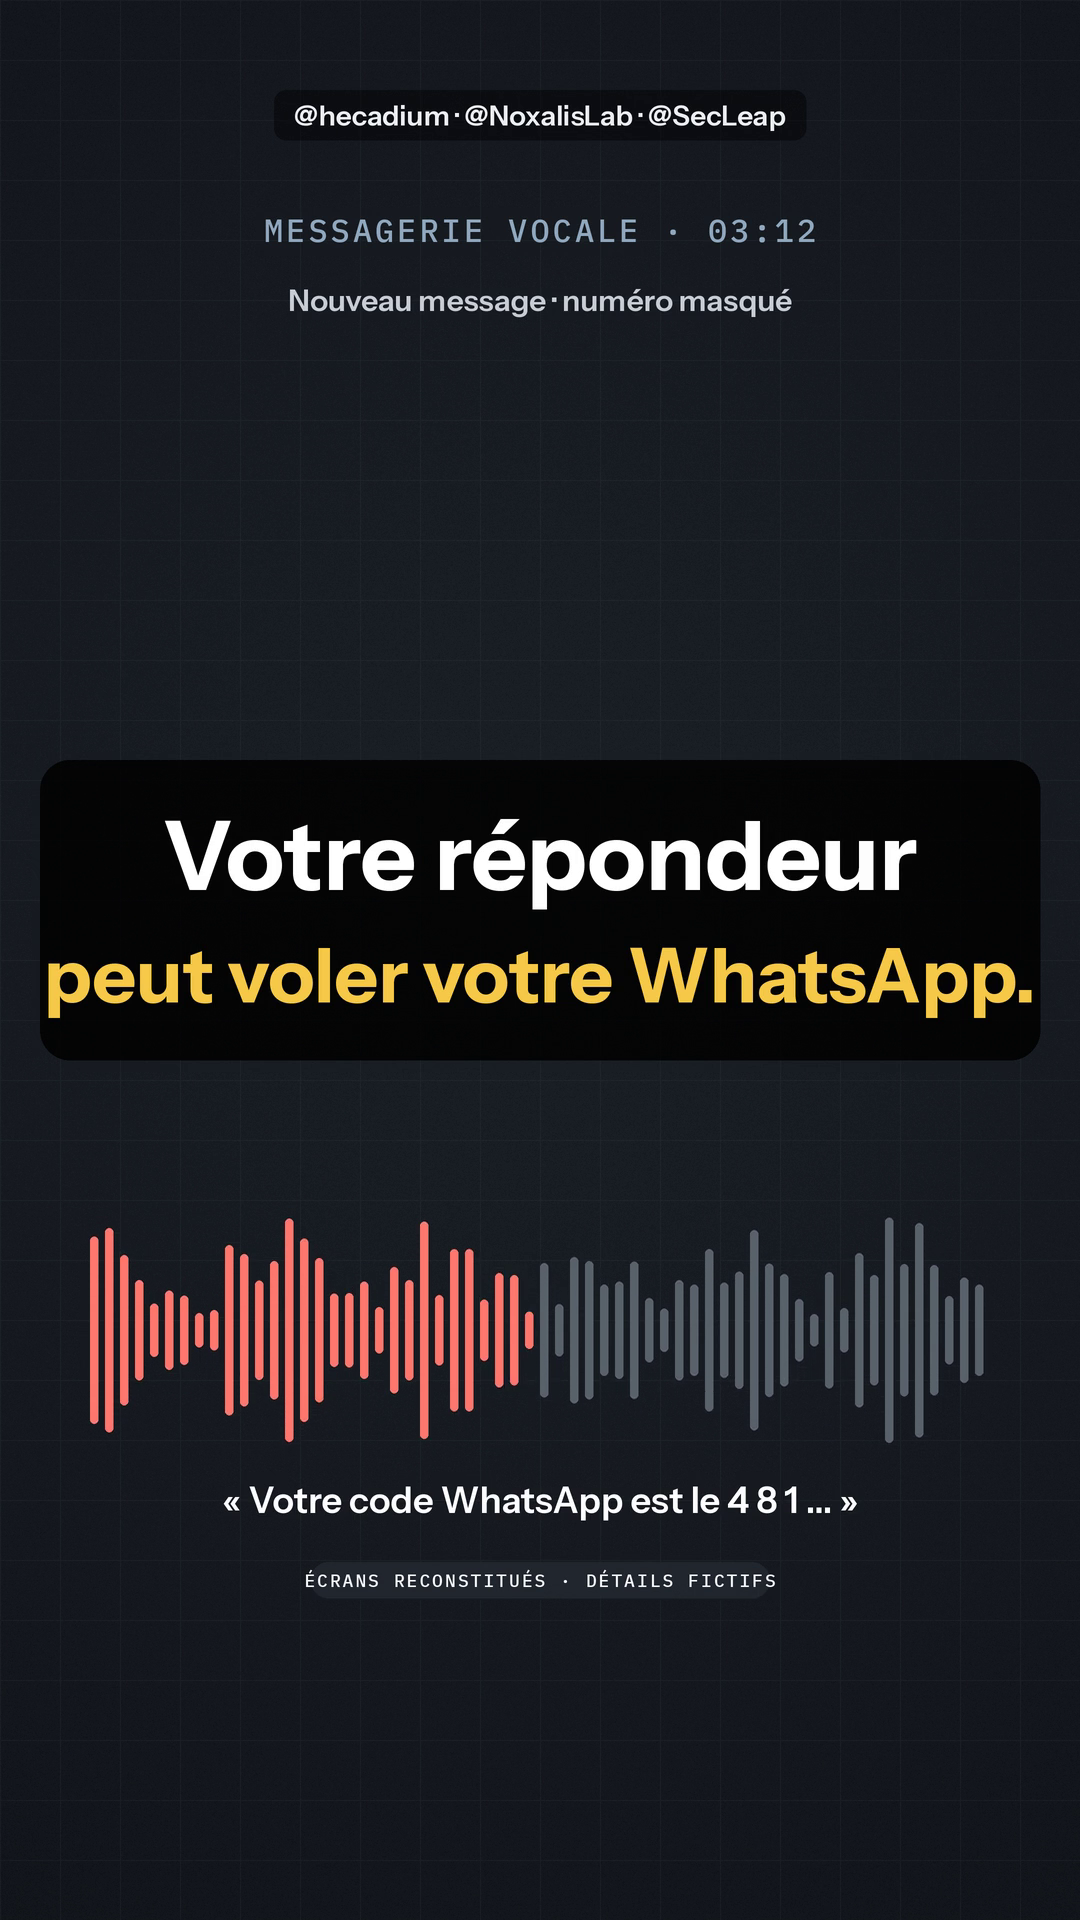 @hecadium · @NoxalisLab · @SecLeap
MESSAGERIE VOCALE · 03:12
Nouveau message · numéro masqué
Votre répondeur
peut voler votre WhatsApp.
« Votre code WhatsApp est le 4 8 1 ... »
ÉCRANS RECONSTITUÉS · DÉTAILS FICTIFS